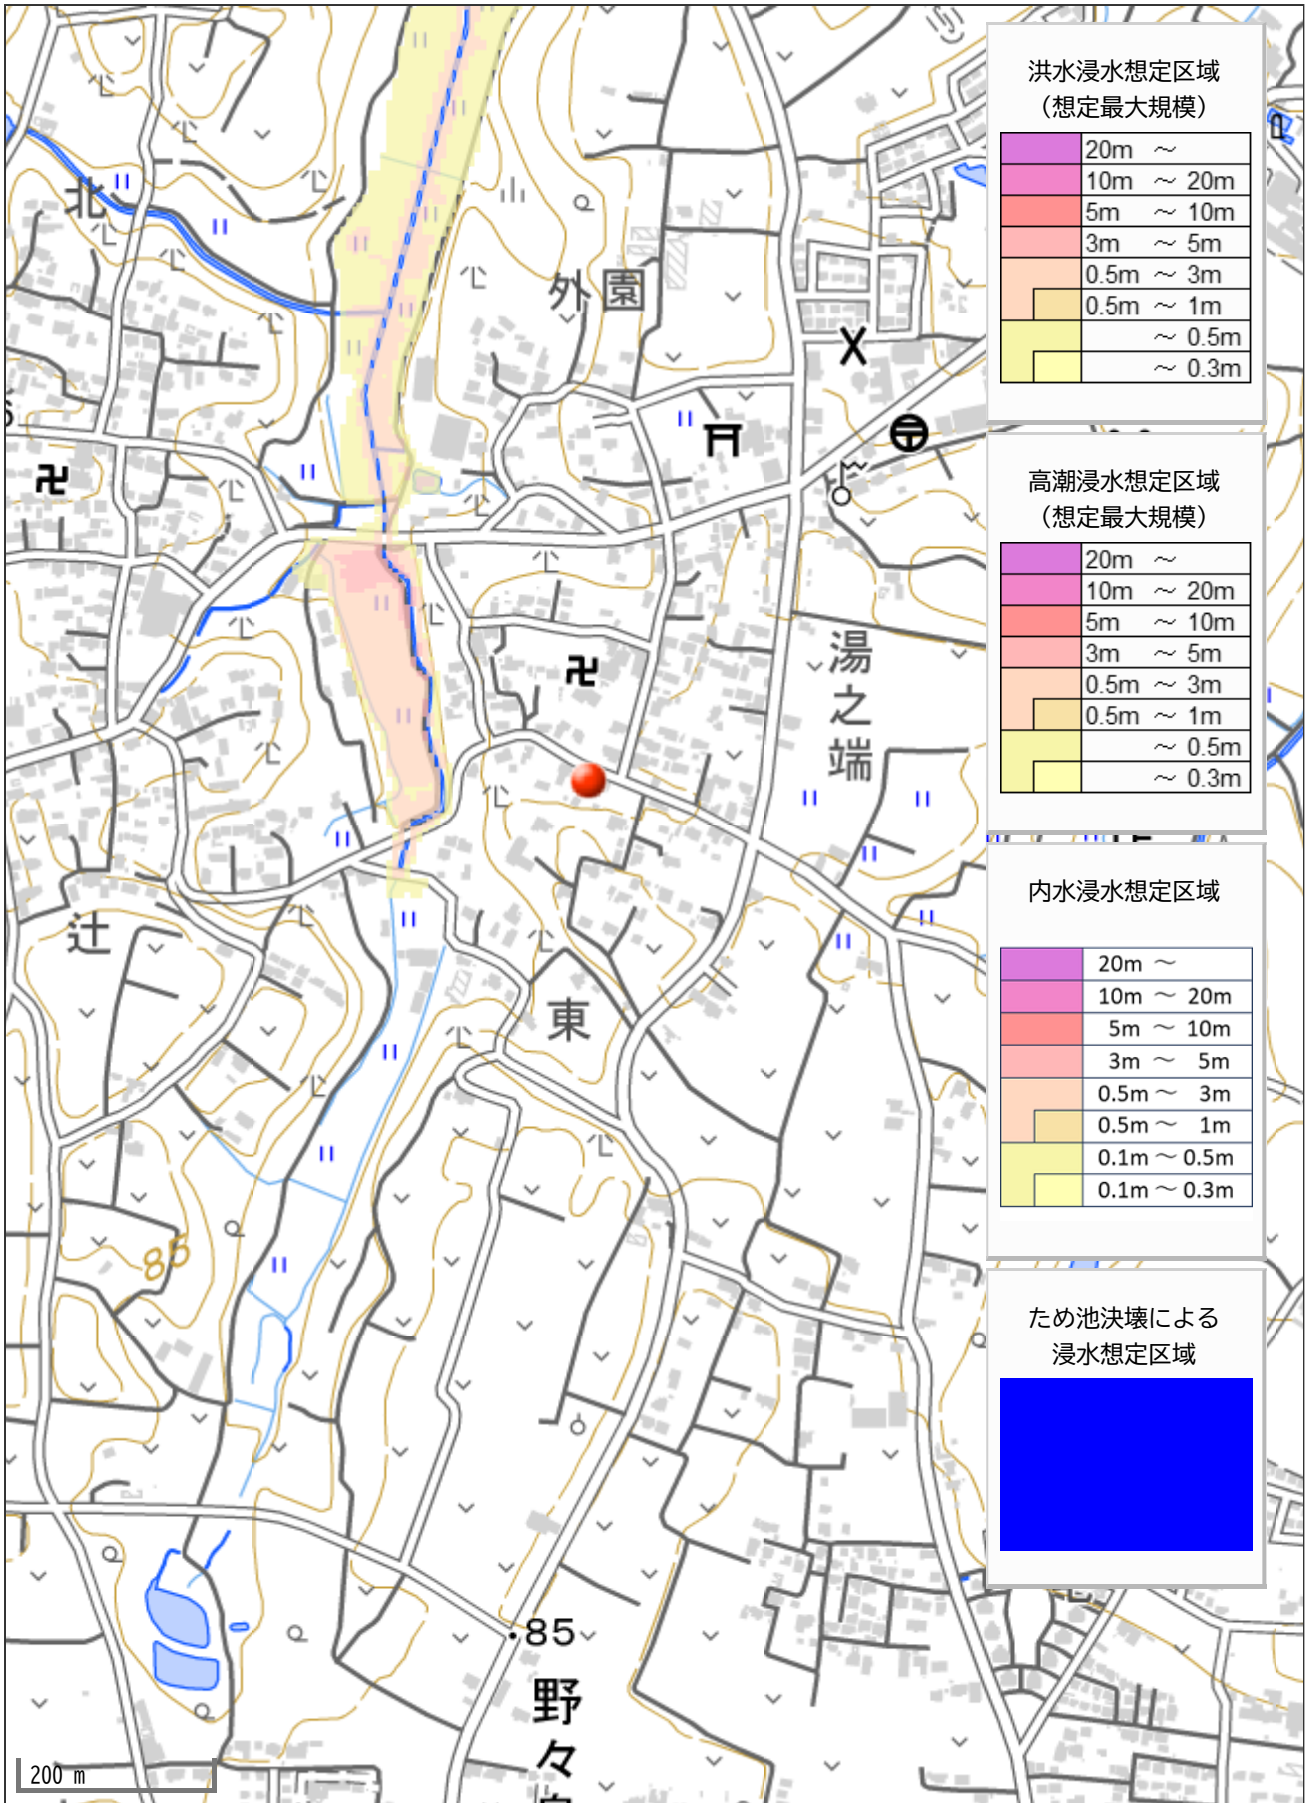 北
外園
湯之端
辻
東
85
85
野々
200 m
洪水浸水想定区域
（想定最大規模）
20m ～
10m ～ 20m
5m ～ 10m
3m ～ 5m
0.5m ～ 3m
0.5m ～ 1m
～ 0.5m
～ 0.3m
高潮浸水想定区域
（想定最大規模）
20m ～
10m ～ 20m
5m ～ 10m
3m ～ 5m
0.5m ～ 3m
0.5m ～ 1m
～ 0.5m
～ 0.3m
内水浸水想定区域
20m ～
10m ～ 20m
5m ～ 10m
3m ～ 5m
0.5m ～ 3m
0.5m ～ 1m
0.1m ～ 0.5m
0.1m ～ 0.3m
ため池決壊による
浸水想定区域